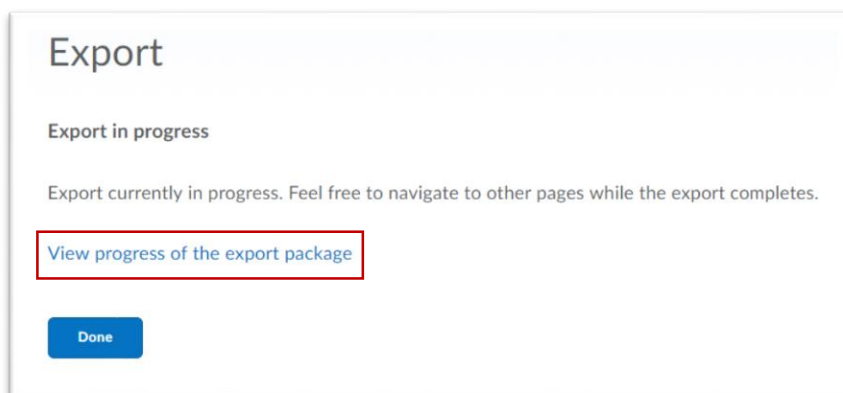 Export
Export in progress
Export currently in progress. Feel free to navigate to other pages while the export completes.
View progress of the export package
Done